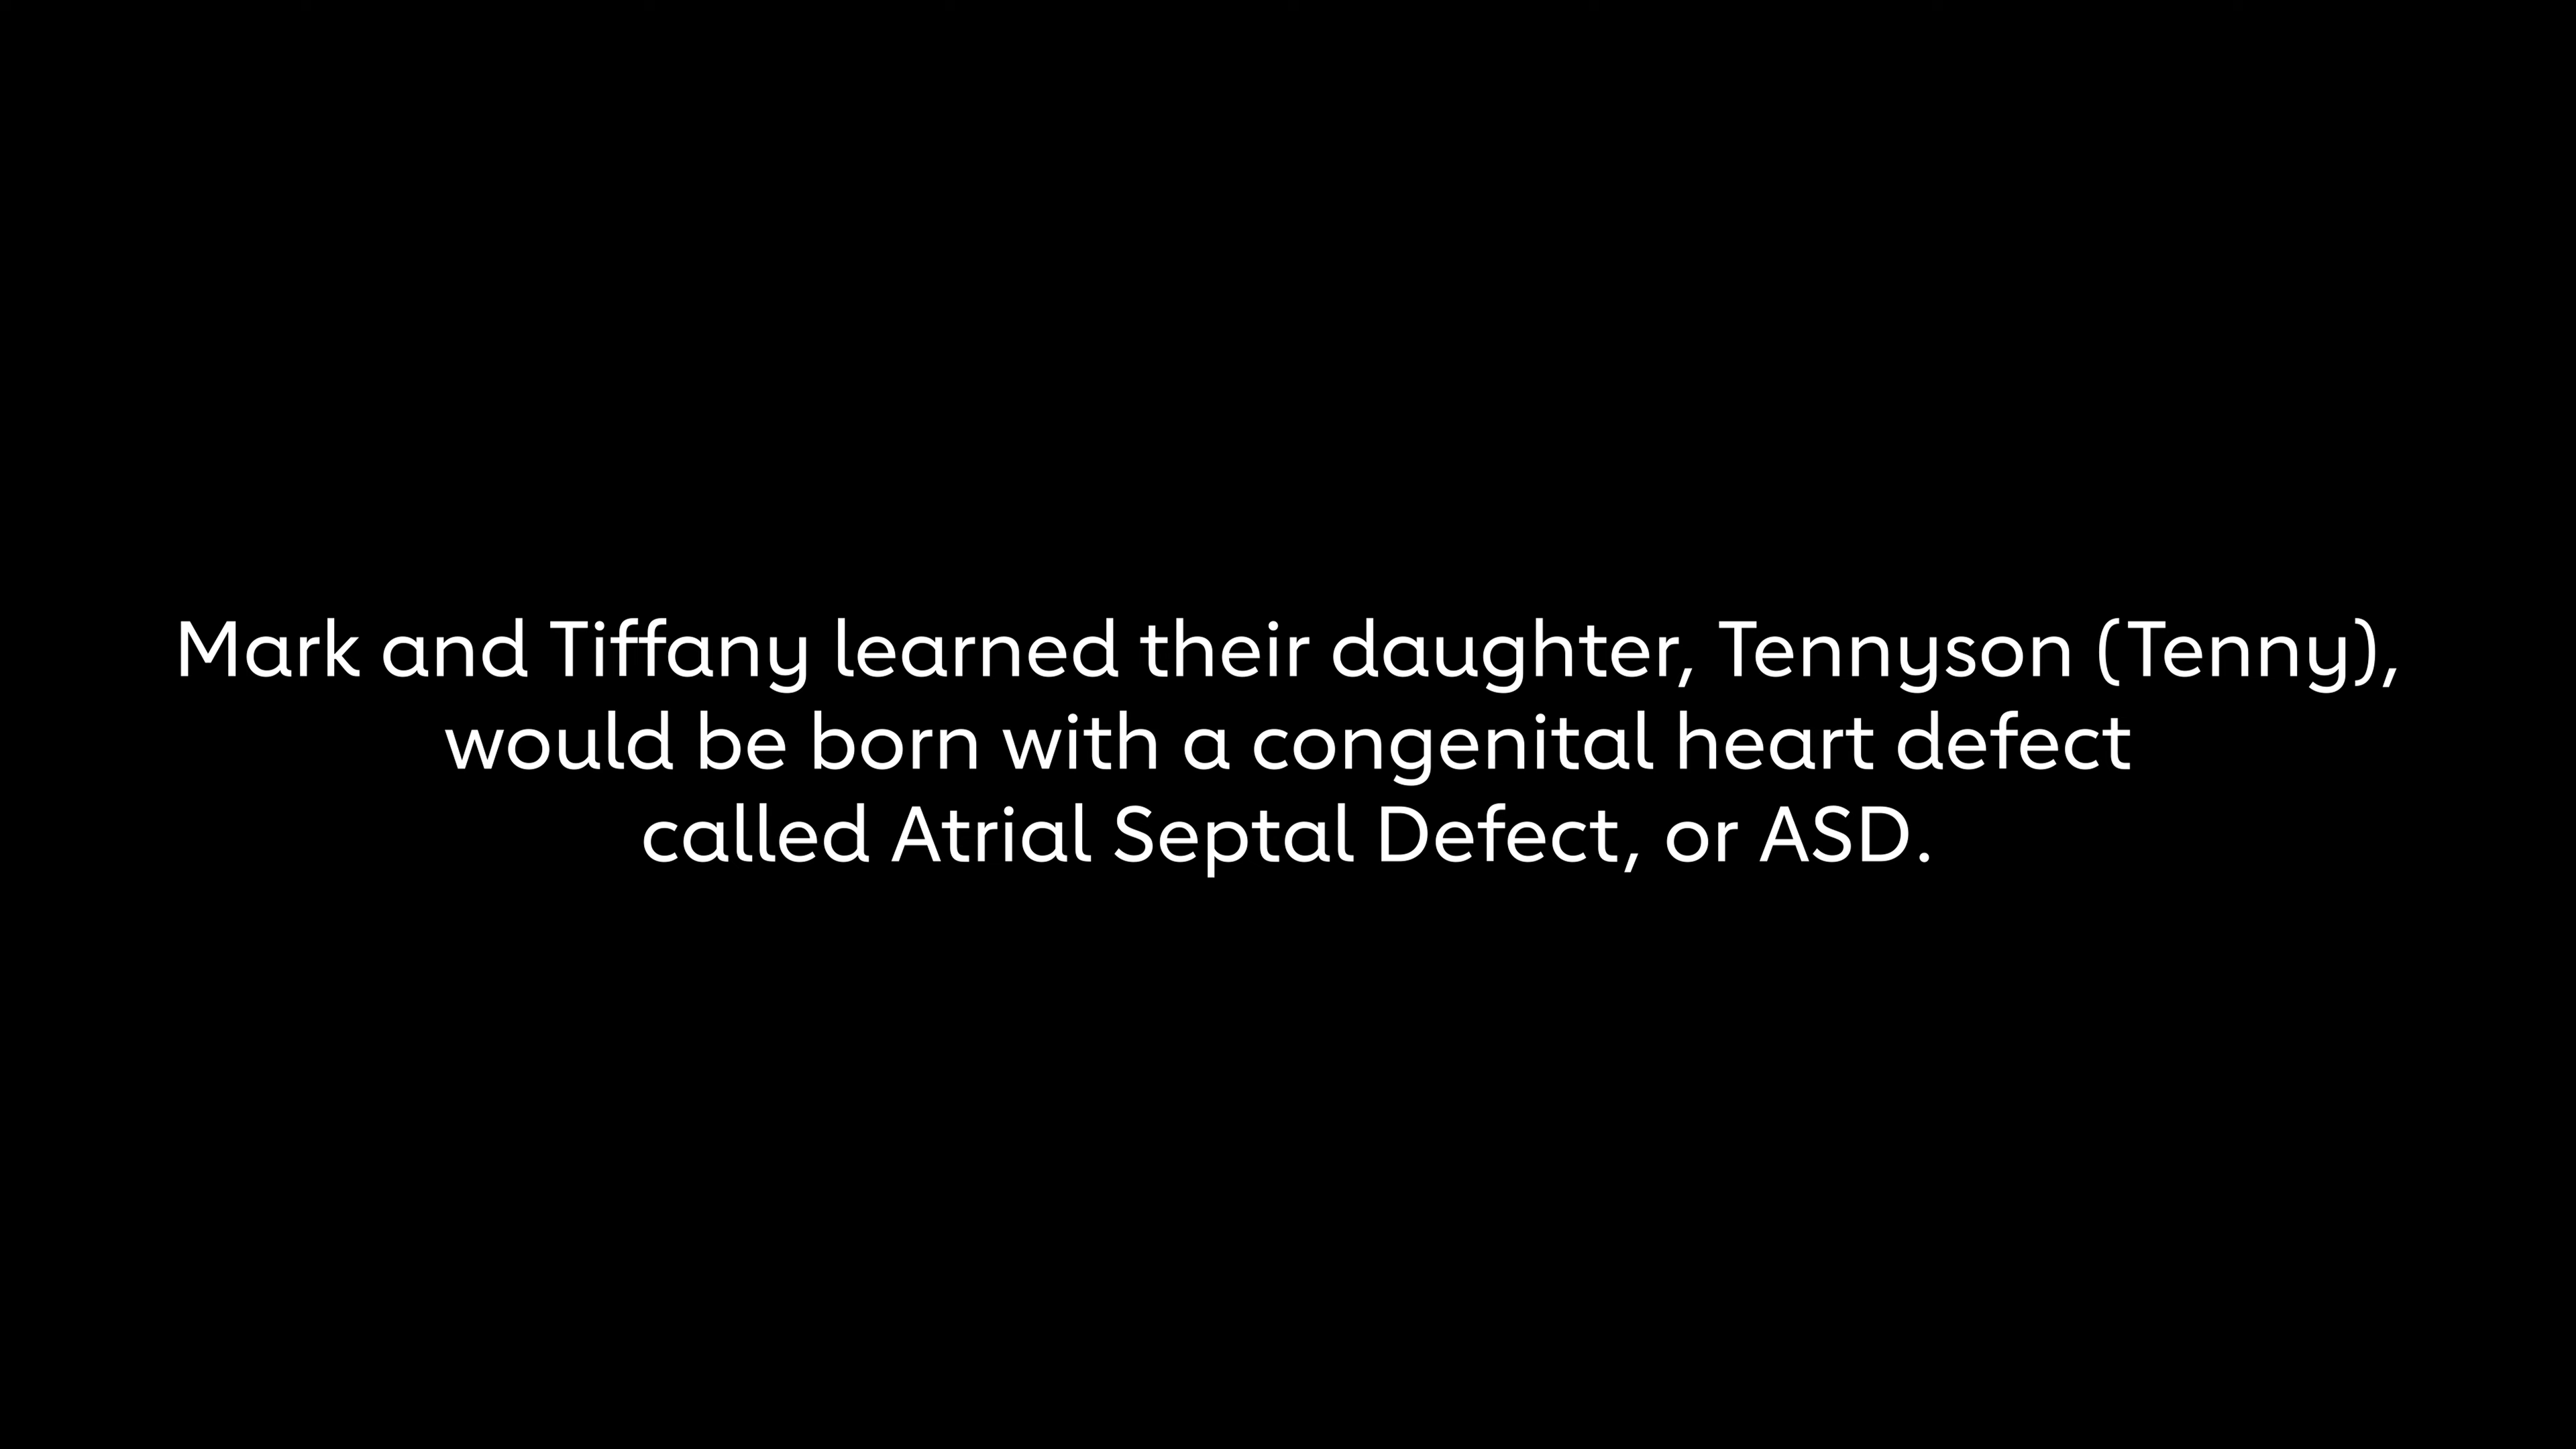 Mark and Tiffany learned their daughter, Tennyson (Tenny),
would be born with a congenital heart defect
called Atrial Septal Defect, or ASD.